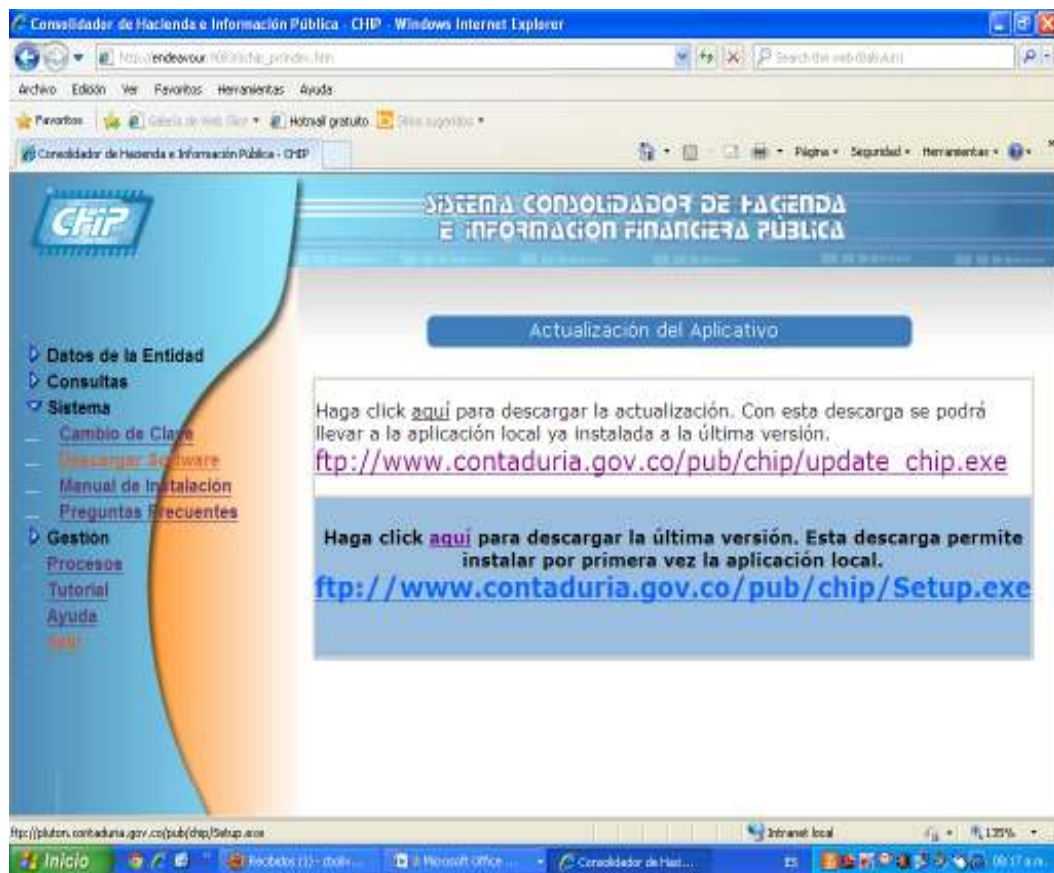 Consolidador de Hacienda e Información Pública - CHIP - Windows Internet Explorer
Archivo Edición Ver Favoritos Herramientas Ayuda
Favoritos Hotmail gratuito
Consolidador de Hacienda e Información Pública - CHIP
Página Seguridad Herramientas
CHIP
SISTEMA CONSOLIDADOR DE HACIENDA
E INFORMACION FINANCIERA PÚBLICA
Actualización del Aplicativo
Datos de la Entidad
Consultas
Sistema
Cambio de Clave
Descargar Software
Manual de Instalación
Preguntas Frecuentes
Gestión
Procesos
Tutorial
Ayuda
Haga click aquí para descargar la actualización. Con esta descarga se podrá
llevar a la aplicación local ya instalada a la última versión.
ftp://www.contaduria.gov.co/pub/chip/update_chip.exe
Haga click aquí para descargar la última versión. Esta descarga permite
instalar por primera vez la aplicación local.
ftp://www.contaduria.gov.co/pub/chip/Setup.exe
ftp://pluton.contaduria.gov.co/pub/chip/Setup.exe
Intranet local
135%
Inicio
Microsoft Office ...
Consolidador de Haci...
ES
09:17 a.m.